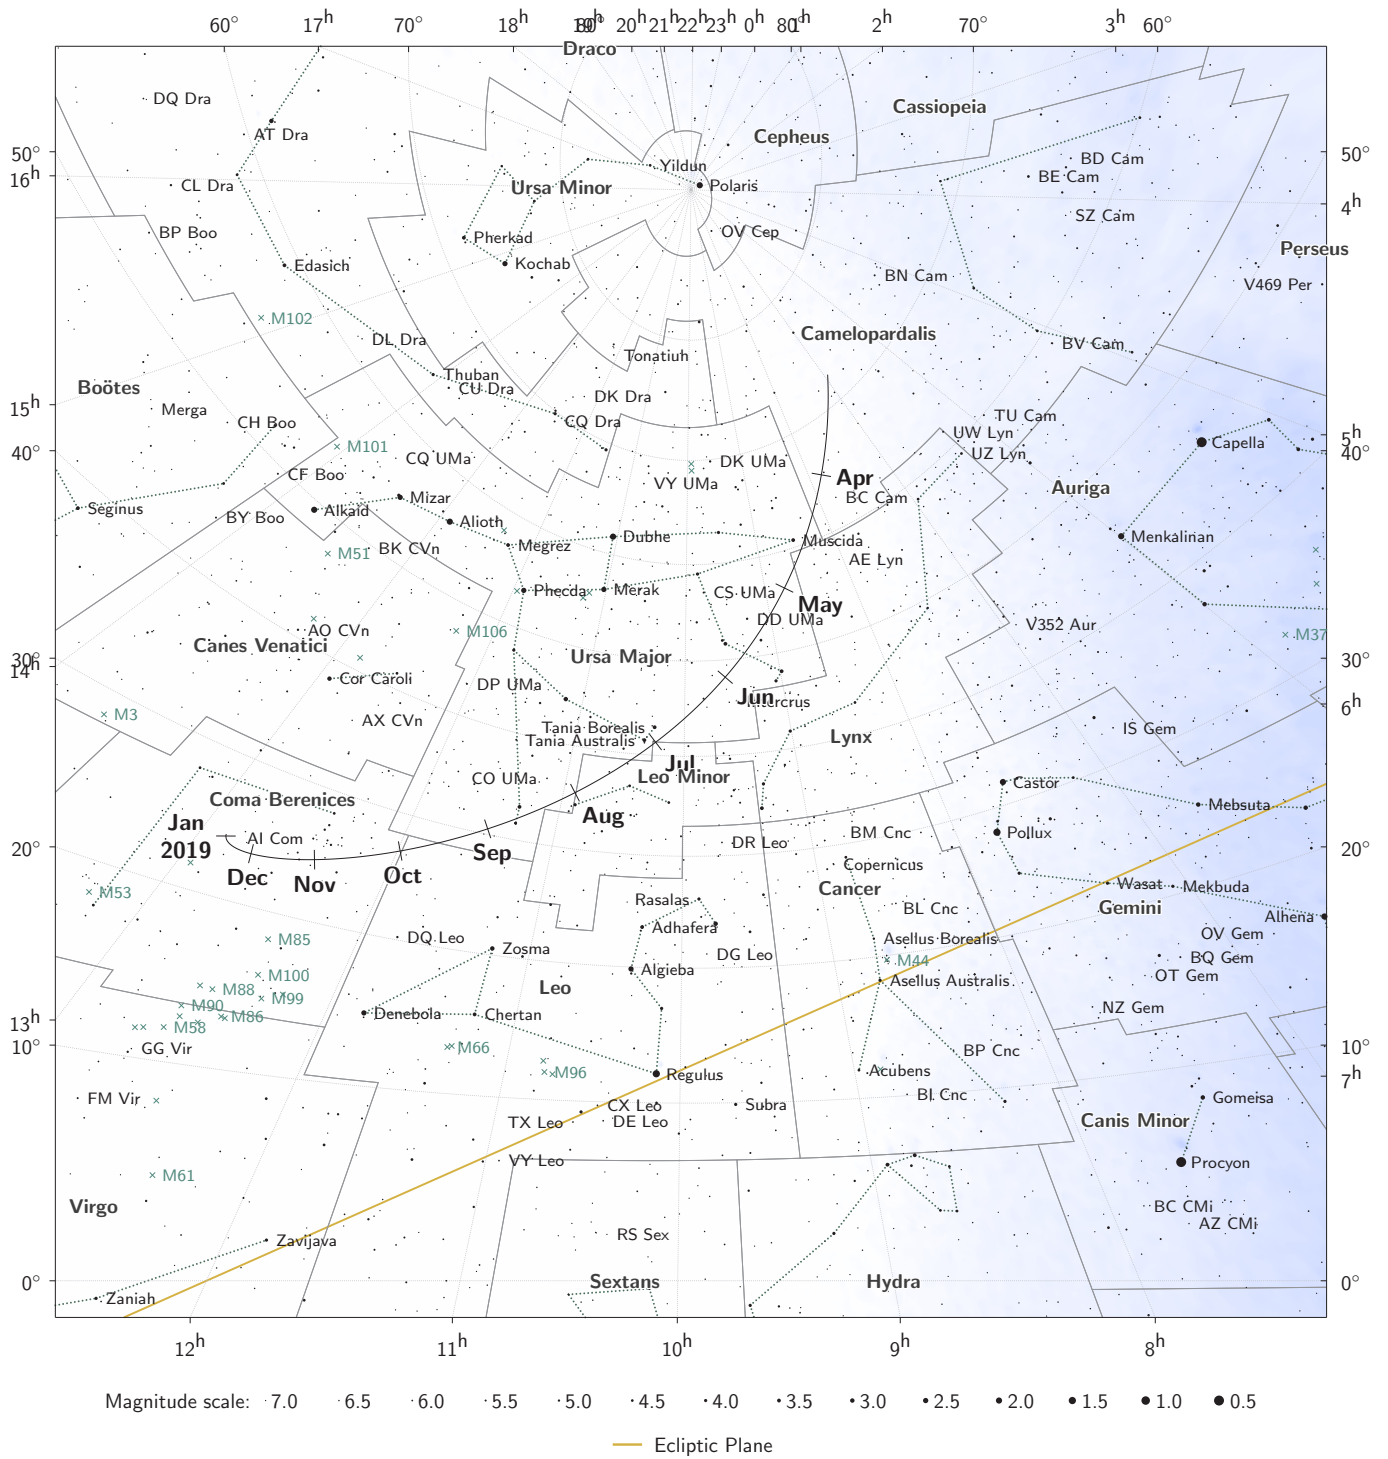 60° 17h 70° 18h 80° 19h 20h 21h 22h 23h 0h 80° 1h 2h 70° 3h 60°
Draco
DQ Dra
Cassiopeia
AT Dra
Cepheus
50°
50°
BD Cam
Yildun
16h
BE Cam
CL Dra
Ursa Minor
Polaris
4h
SZ Cam
BP Boo
OV Cep
Pherkad
Perseus
Edasich
Kochab
BN Cam
V469 Per
M102
Camelopardalis
DL Dra
BV Cam
Tonatiuh
Thuban
Boötes
CU Dra
DK Dra
15h
Merga
TU Cam
CH Boo
CQ Dra
UW Lyn
5h
M101
Capella
40°
40°
CQ UMa
DK UMa
UZ Lyn
CF Boo
Apr
VY UMa
Auriga
Mizar
BC Cam
Seginus
Alkaid
BY Boo
Alioth
Dubhe
Menkalinan
Megrez
Muscida
M51
BK CVn
AE Lyn
Phecda
Merak
CS UMa
May
DD UMa
V352 Aur
AO CVn
M106
M37
Canes Venatici
Ursa Major
30°
30°
14h
Cor Caroli
DP UMa
Jun
Intercrus
6h
M3
AX CVn
Tania Borealis
IS Gem
Tania Australis
Lynx
Jul
CO UMa
Leo Minor
Castor
Coma Berenices
Mebsuta
Jan
2019
Aug
AI Com
BM Cnc
Pollux
DR Leo
20°
20°
Sep
Copernicus
Dec
Nov
Oct
Cancer
Wasat
Mekbuda
M53
Rasalas
BL Cnc
Gemini
Alhena
Adhafera
DQ Leo
Asellus Borealis
OV Gem
M85
Zosma
DG Leo
BQ Gem
M44
Algieba
M100
Asellus Australis
OT Gem
M88
Leo
M99
M90
NZ Gem
Denebola
Chertan
M86
13h
M58
10°
GG Vir
M66
BP Cnc
10°
M96
Regulus
Acubens
7h
FM Vir
BI Cnc
Gomeisa
CX Leo
Subra
TX Leo
DE Leo
Canis Minor
VY Leo
Procyon
M61
Virgo
BC CMi
AZ CMi
RS Sex
Zavijava
0°
Sextans
Hydra
0°
Zaniah
12h 11h 10h 9h 8h
Magnitude scale: 7.0 6.5 6.0 5.5 5.0 4.5 4.0 3.5 3.0 2.5 2.0 1.5 1.0 0.5
Ecliptic Plane